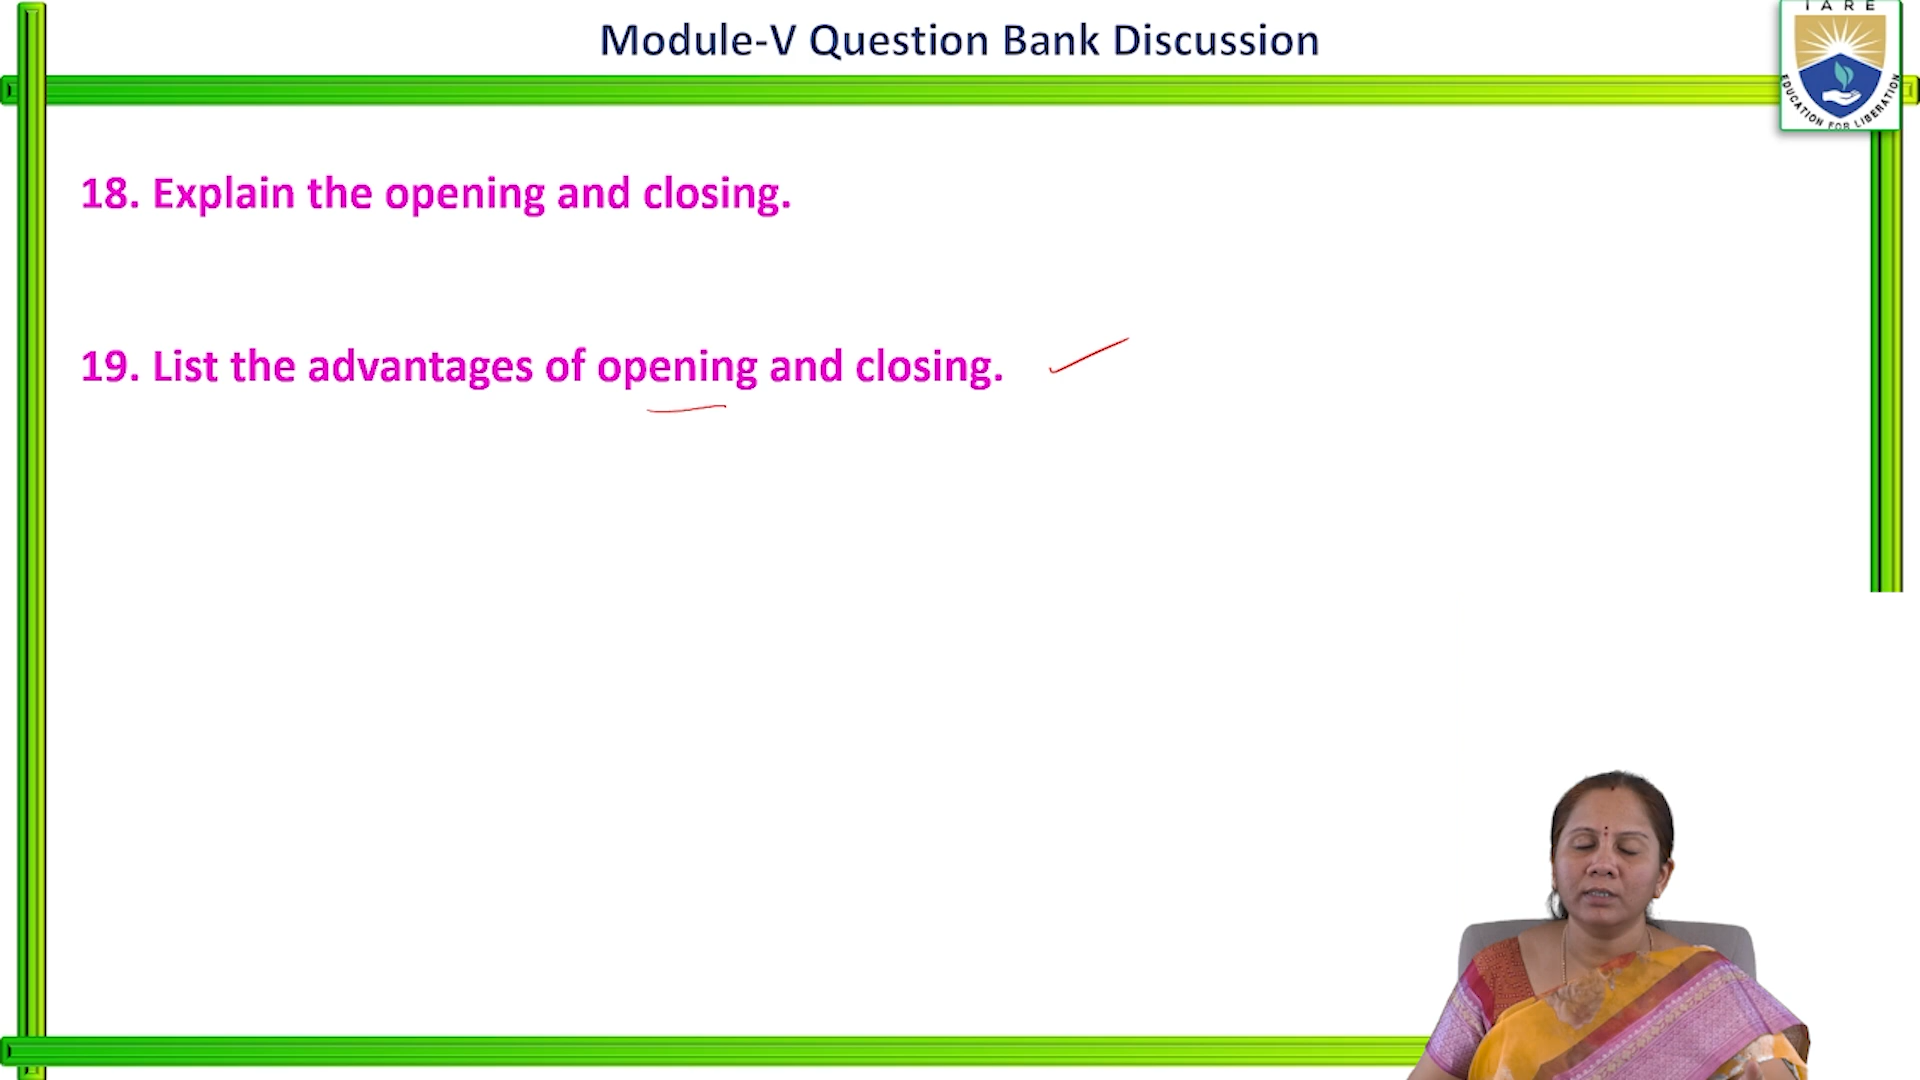 Module-V Question Bank Discussion
IARE
EDUCATION FOR LIBERATION
18. Explain the opening and closing.
19. List the advantages of opening and closing.